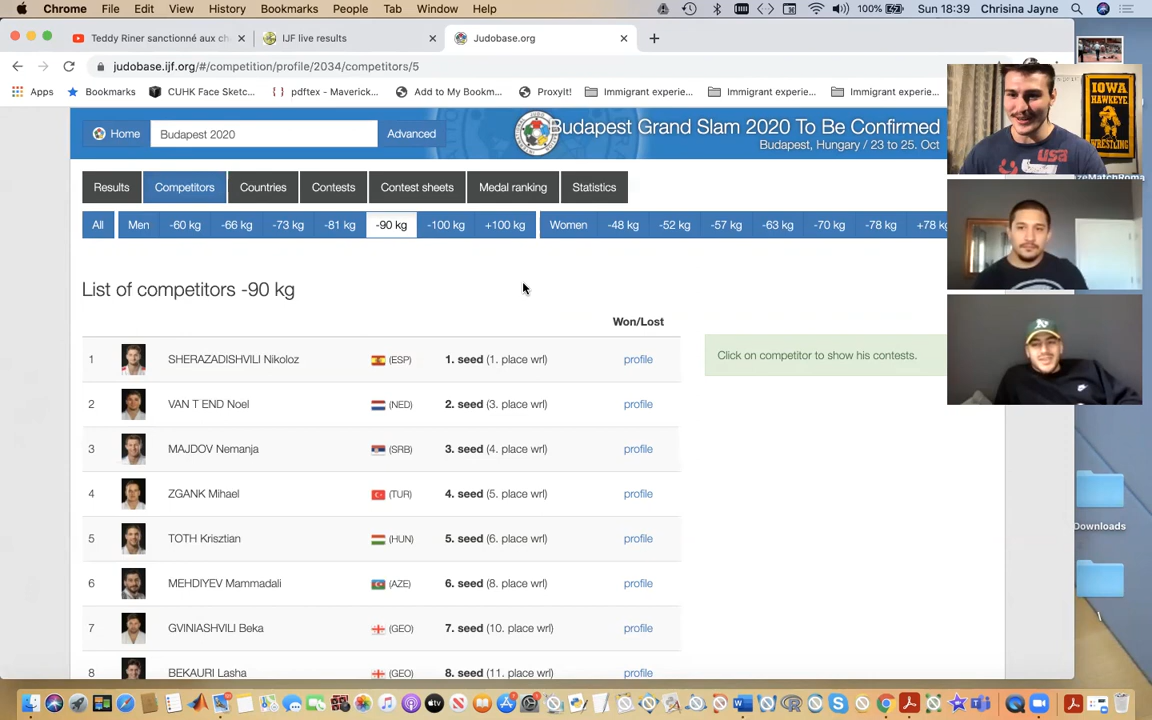 Chrome File Edit View History Bookmarks People Tab Window Help 100% Sun 18:39 Chrisina Jayne
Teddy Riner sanctionné aux ch
IJF live results
Judobase.org
judobase.ijf.org/#/competition/profile/2034/competitors/5
Apps Bookmarks CUHK Face Sketc... pdftex - Maverick... Add to My Bookm... ProxyIt! Immigrant experie... Immigrant experie... Immigrant experie...
Home Budapest 2020 Advanced
Budapest Grand Slam 2020 To Be Confirmed
Budapest, Hungary / 23 to 25. Oct
Results Competitors Countries Contests Contest sheets Medal ranking Statistics
All Men -60 kg -66 kg -73 kg -81 kg -90 kg -100 kg +100 kg Women -48 kg -52 kg -57 kg -63 kg -70 kg -78 kg +78 kg
List of competitors -90 kg
Won/Lost
1 SHERAZADISHVILI Nikoloz (ESP) 1. seed (1. place wrl) profile
2 VAN T END Noel (NED) 2. seed (3. place wrl) profile
3 MAJDOV Nemanja (SRB) 3. seed (4. place wrl) profile
4 ZGANK Mihael (TUR) 4. seed (5. place wrl) profile
5 TOTH Krisztian (HUN) 5. seed (6. place wrl) profile
6 MEHDIYEV Mammadali (AZE) 6. seed (8. place wrl) profile
7 GVINIASHVILI Beka (GEO) 7. seed (10. place wrl) profile
8 BEKAURI Lasha (GEO) 8. seed (11. place wrl) profile
Click on competitor to show his contests.
IOWA
HAWKEYE
WRESTLING
USA
Downloads